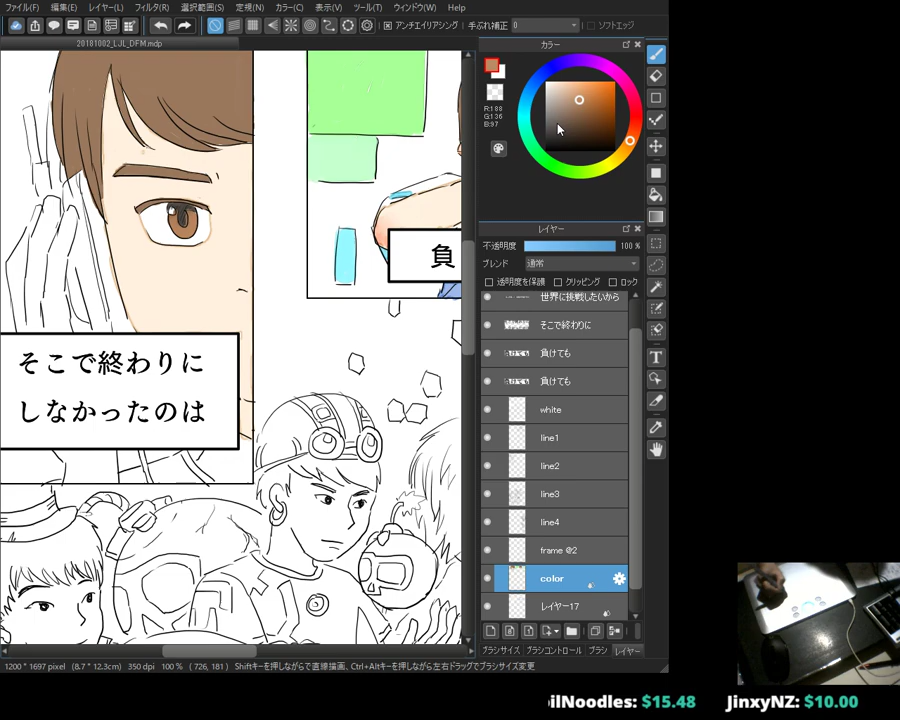 ファイル(F) 編集(E) レイヤー(L) フィルタ(R) 選択範囲(S) 定規(N) カラー(C) 表示(V) ツール(T) ウィンドウ(W) Help
アンチエイリアシング 手ぶれ補正 0 ソフトエッジ
20181002_LJL_DFM.mdp
カラー
R:188
G:136
B:97
レイヤー
不透明度 100 %
ブレンド 通常
透明度を保護 クリッピング ロック
世界に挑戦したいから
そこで終わりに
負けても
負けても
white
line1
line2
line3
line4
frame @2
color
レイヤー17
負
そこで終わりに
しなかったのは
ブラシサイズ ブラシコントロール ブラシ レイヤー
1200 * 1697 pixel (8.7 * 12.3cm) 350 dpi 100 % ( 726, 181 ) Shiftキーを押しながらで直線描画、Ctrl+Altキーを押しながら左右ドラッグでブラシサイズ変更
oilNoodles: $15.48 JinxyNZ: $10.00